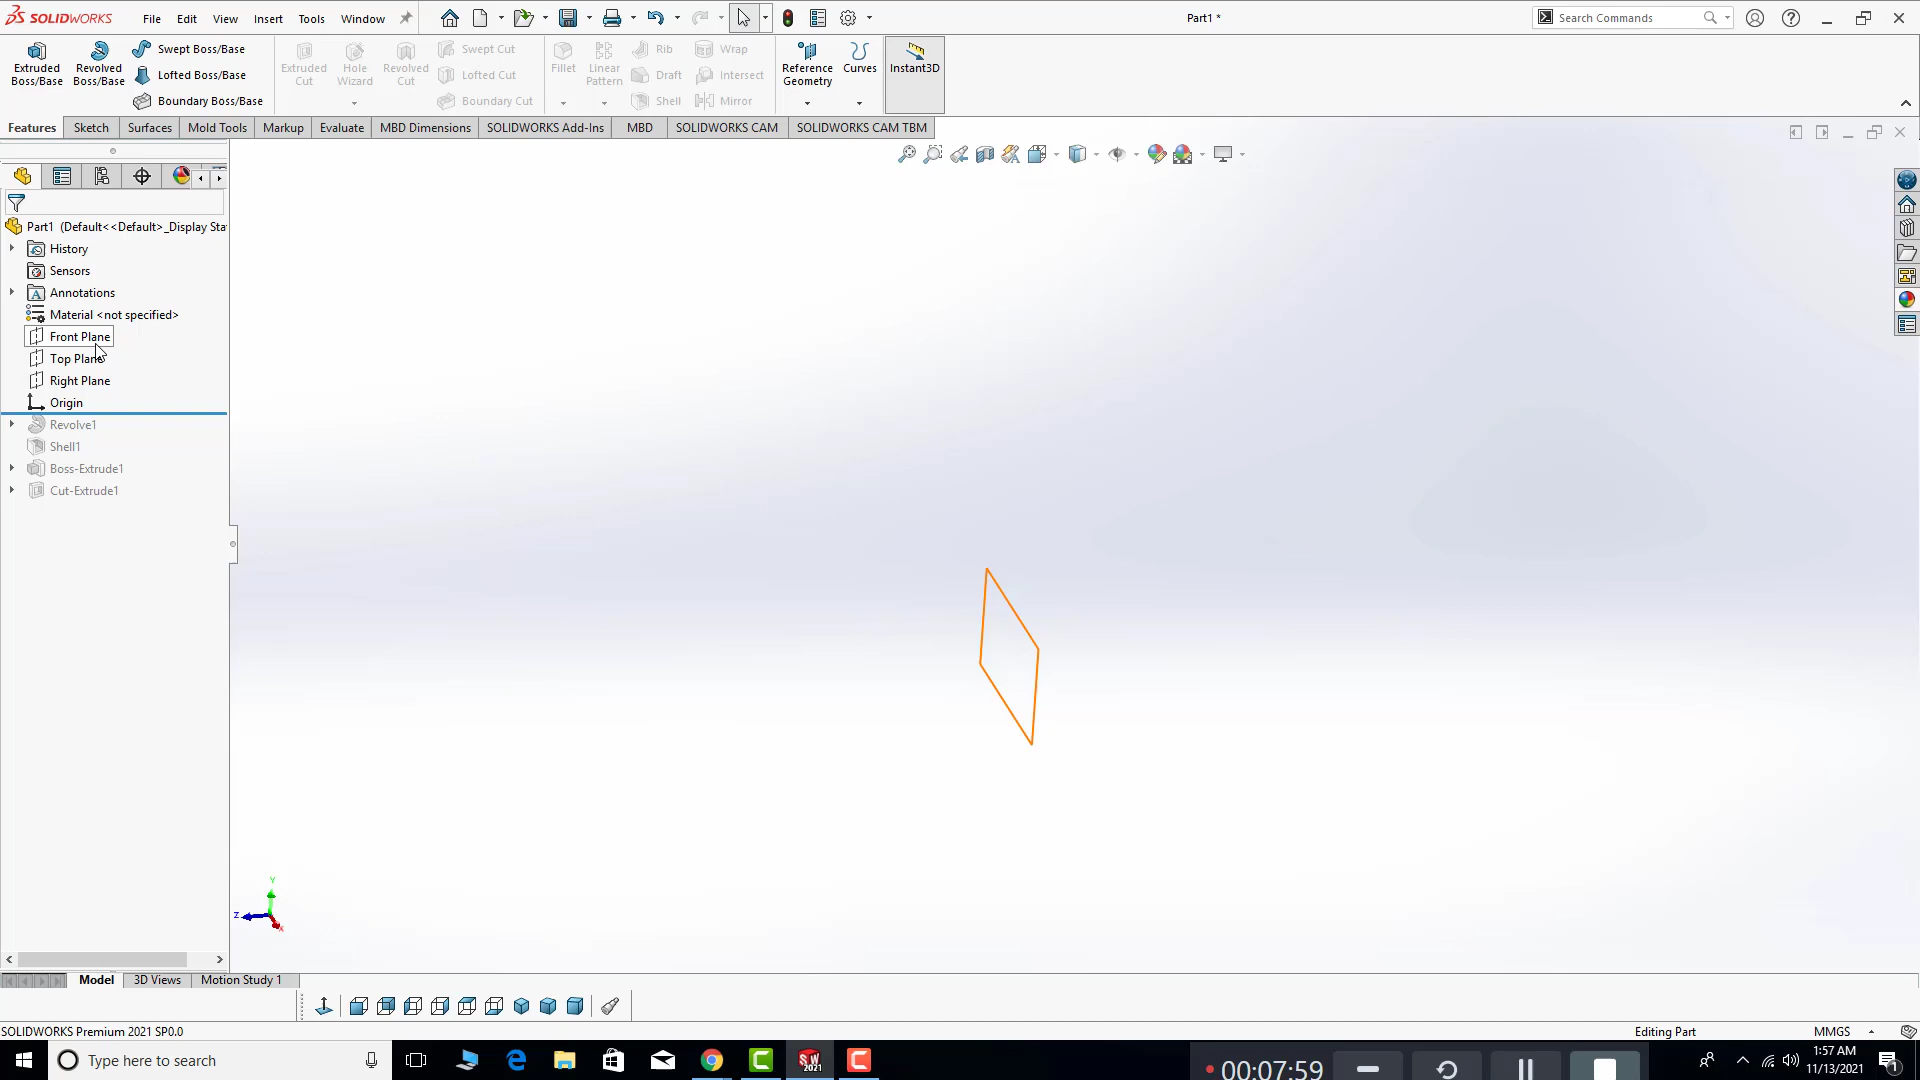 SOLIDWORKS
File Edit View Insert Tools Window
Part1 *
Search Commands
Extruded Boss/Base
Revolved Boss/Base
Swept Boss/Base
Lofted Boss/Base
Boundary Boss/Base
Extruded Cut
Hole Wizard
Revolved Cut
Swept Cut
Lofted Cut
Boundary Cut
Fillet
Linear Pattern
Rib
Draft
Shell
Wrap
Intersect
Mirror
Reference Geometry
Curves
Instant3D
Features Sketch Surfaces Mold Tools Markup Evaluate MBD Dimensions SOLIDWORKS Add-Ins MBD SOLIDWORKS CAM SOLIDWORKS CAM TBM
Part1 (Default<<Default>_Display Sta
History
Sensors
Annotations
Material <not specified>
Front Plane
Top Plane
Right Plane
Origin
Revolve1
Shell1
Boss-Extrude1
Cut-Extrude1
Y
Z
X
Model 3D Views Motion Study 1
SOLIDWORKS Premium 2021 SP0.0
Editing Part
MMGS
Type here to search
SW 2021
00:07:59
1:57 AM
11/13/2021
1